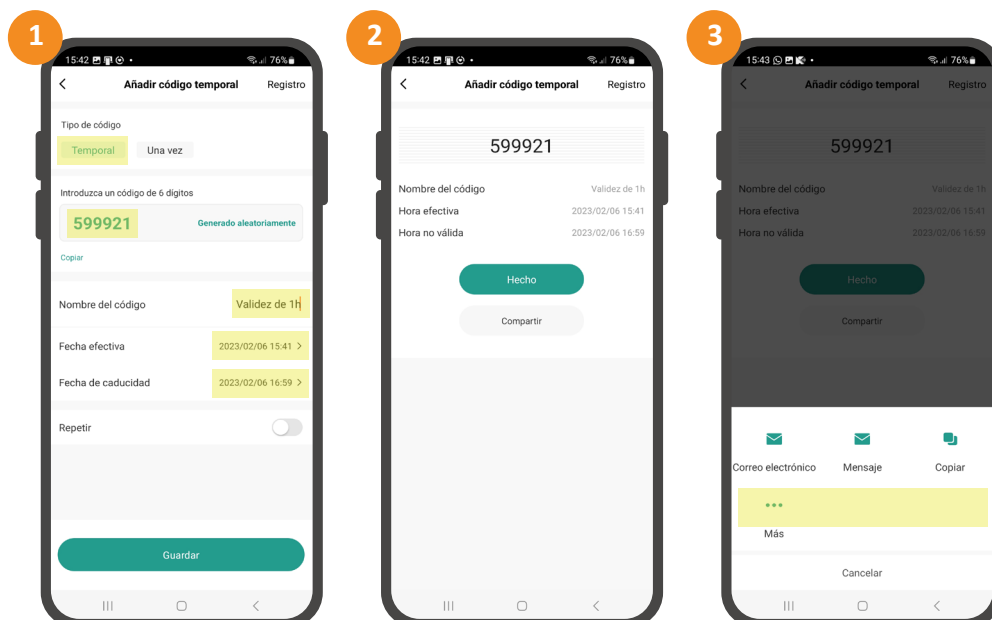 1
15:42
76%
Añadir código temporal
Registro
Tipo de código
Temporal
Una vez
Introduzca un código de 6 dígitos
599921
Generado aleatoriamente
Copiar
Nombre del código
Validez de 1h
Fecha efectiva
2023/02/06 15:41
Fecha de caducidad
2023/02/06 16:59
Repetir
Guardar
2
15:42
76%
Añadir código temporal
Registro
599921
Nombre del código
Validez de 1h
Hora efectiva
2023/02/06 15:41
Hora no válida
2023/02/06 16:59
Hecho
Compartir
3
15:43
76%
Añadir código temporal
Registro
599921
Nombre del código
Validez de 1h
Hora efectiva
2023/02/06 15:41
Hora no válida
2023/02/06 16:59
Hecho
Compartir
Correo electrónico
Mensaje
Copiar
Más
Cancelar